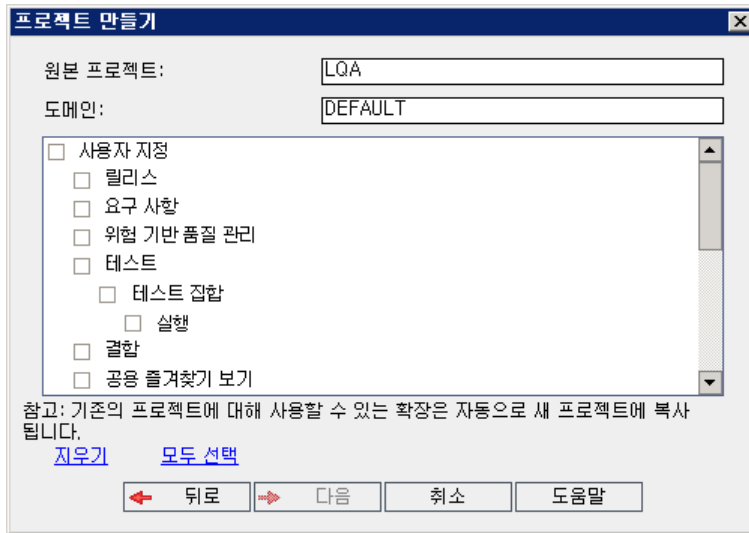 프로젝트 만들기
원본 프로젝트:
LQA
도메인:
DEFAULT
사용자 지정
릴리스
요구 사항
위험 기반 품질 관리
테스트
테스트 집합
실행
결함
공용 즐겨찾기 보기
참고: 기존의 프로젝트에 대해 사용할 수 있는 확장은 자동으로 새 프로젝트에 복사
됩니다.
지우기 모두 선택
뒤로 다음 취소 도움말